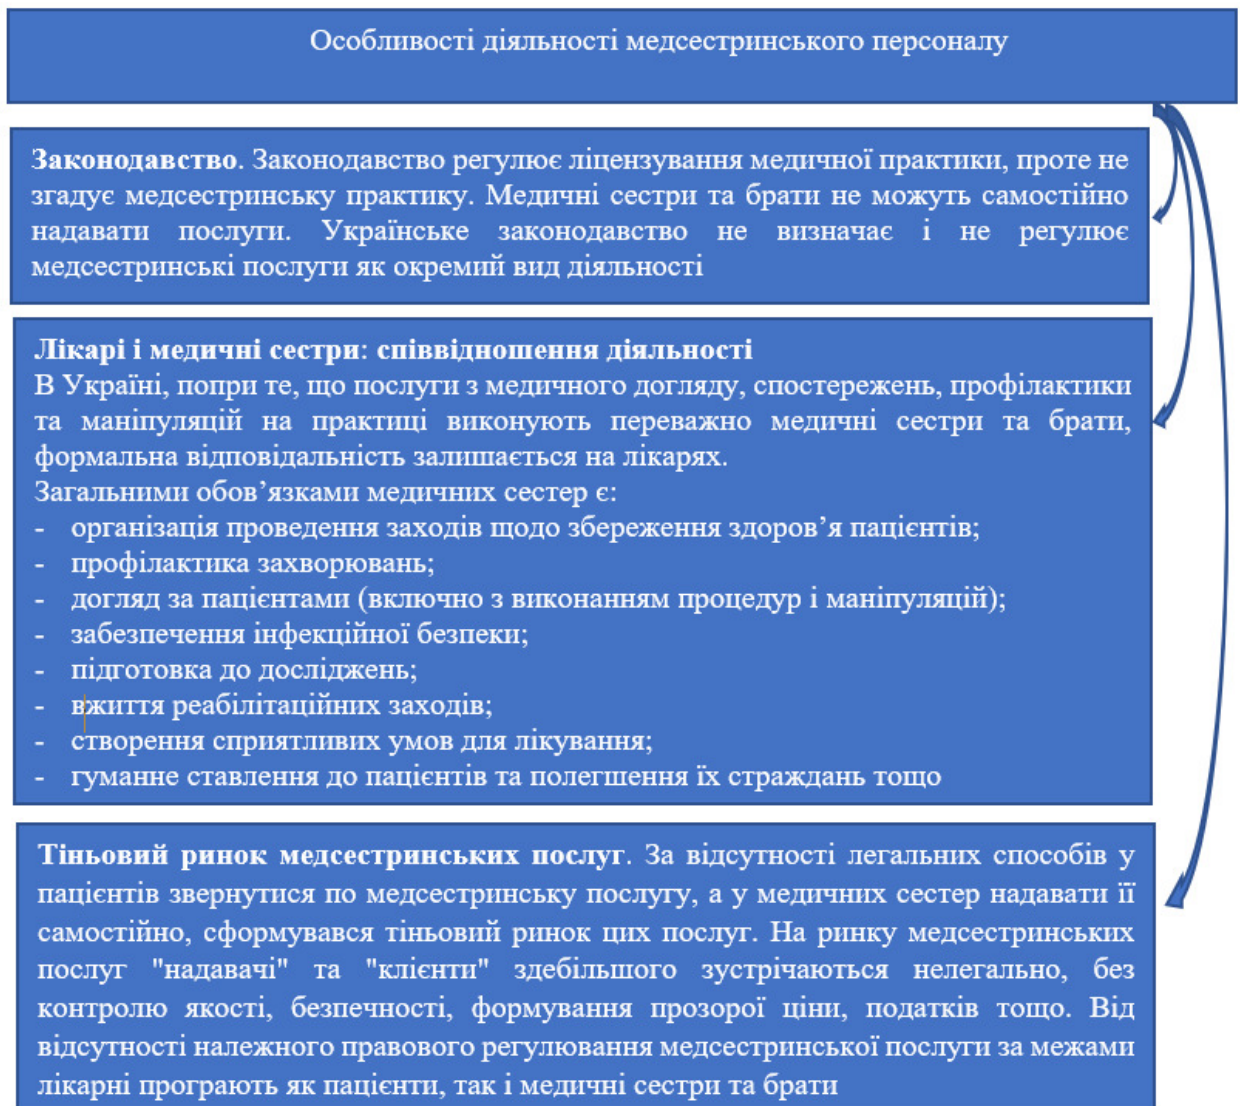 Особливості діяльності медсестринського персоналу
Законодавство. Законодавство регулює ліцензування медичної практики, проте не
згадує медсестринську практику. Медичні сестри та брати не можуть самостійно
надавати послуги. Українське законодавство не визначає і не регулює
медсестринські послуги як окремий вид діяльності
Лікарі і медичні сестри: співвідношення діяльності
В Україні, попри те, що послуги з медичного догляду, спостережень, профілактики
та маніпуляцій на практиці виконують переважно медичні сестри та брати,
формальна відповідальність залишається на лікарях.
Загальними обов’язками медичних сестер є:
- організація проведення заходів щодо збереження здоров’я пацієнтів;
- профілактика захворювань;
- догляд за пацієнтами (включно з виконанням процедур і маніпуляцій);
- забезпечення інфекційної безпеки;
- підготовка до досліджень;
- вжиття реабілітаційних заходів;
- створення сприятливих умов для лікування;
- гуманне ставлення до пацієнтів та полегшення їх страждань тощо
Тіньовий ринок медсестринських послуг. За відсутності легальних способів у
пацієнтів звернутися по медсестринську послугу, а у медичних сестер надавати її
самостійно, сформувався тіньовий ринок цих послуг. На ринку медсестринських
послуг "надавачі" та "клієнти" здебільшого зустрічаються нелегально, без
контролю якості, безпечності, формування прозорої ціни, податків тощо. Від
відсутності належного правового регулювання медсестринської послуги за межами
лікарні програють як пацієнти, так і медичні сестри та брати